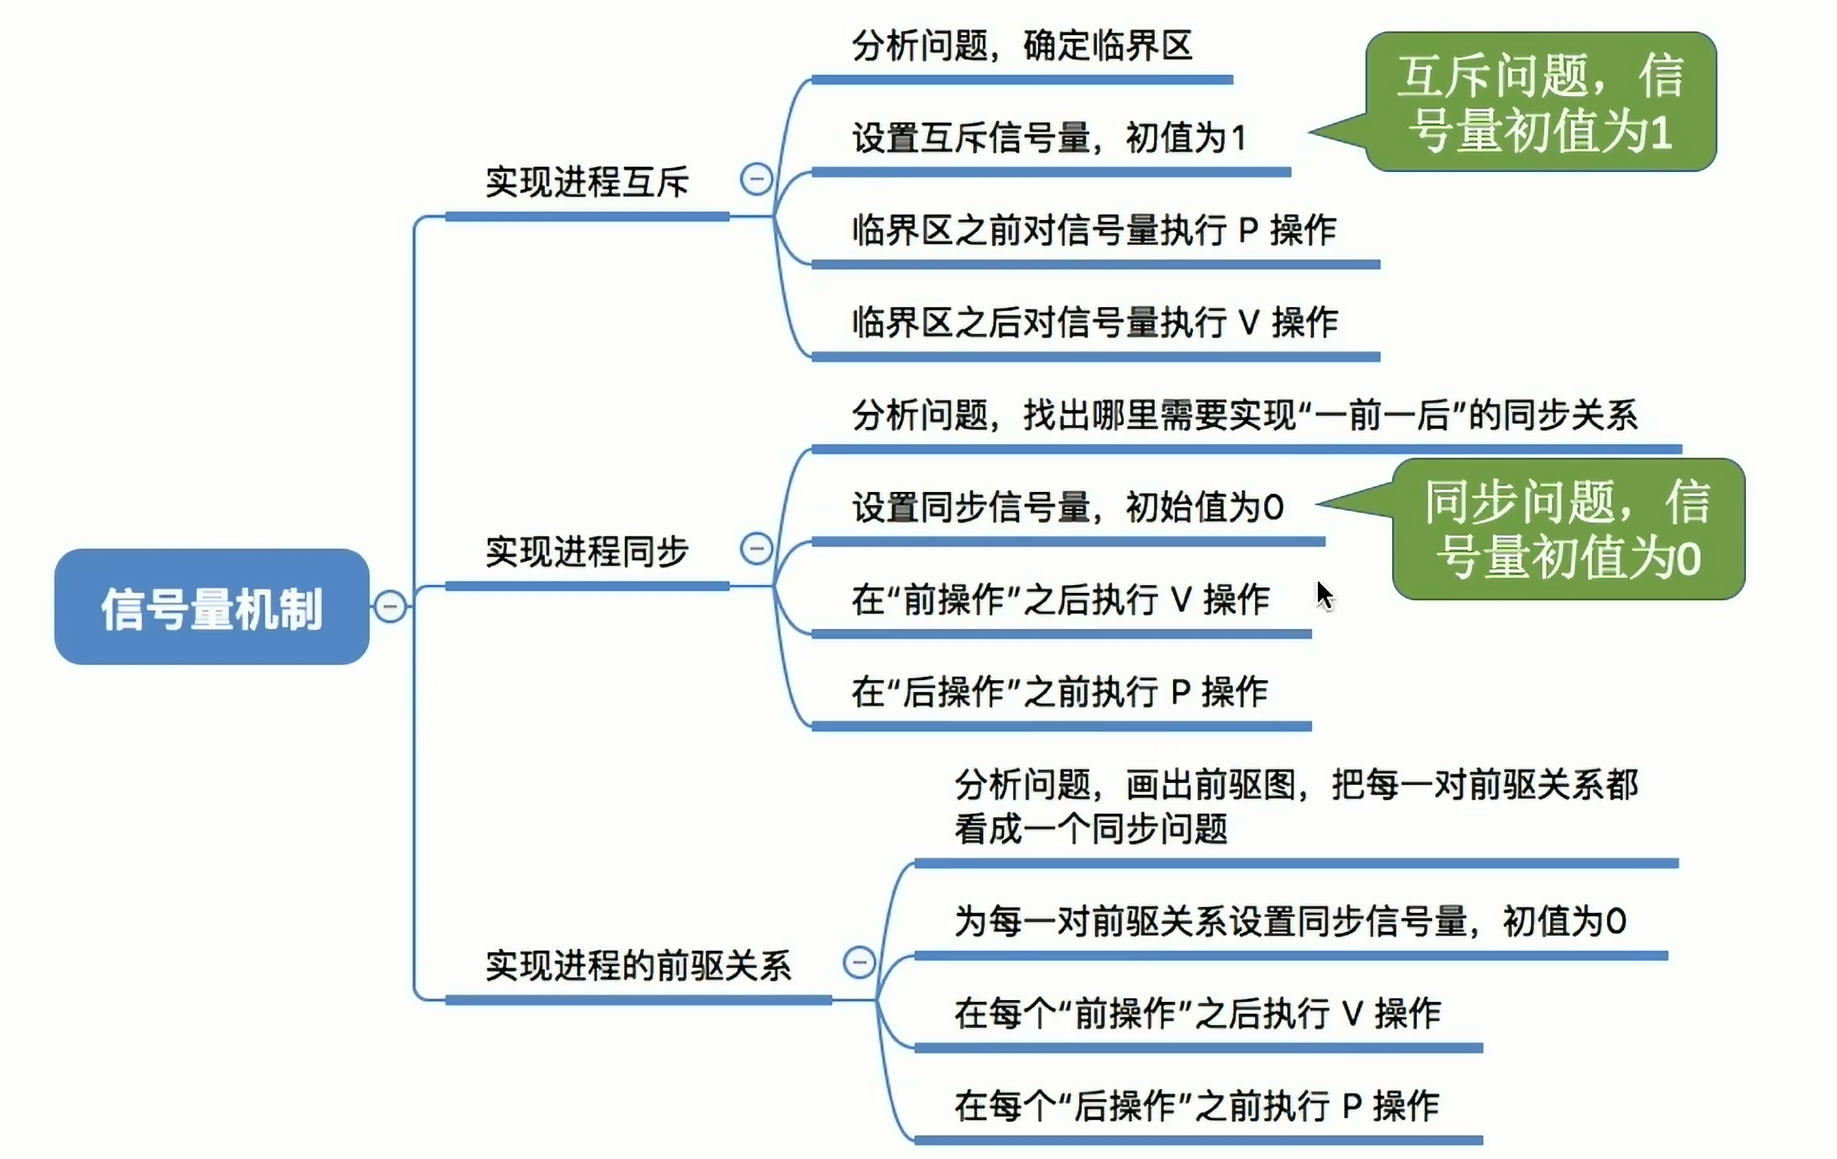 分析问题，确定临界区
互斥问题，信
号量初值为1
设置互斥信号量，初值为1
实现进程互斥
临界区之前对信号量执行 P 操作
临界区之后对信号量执行 V 操作
分析问题，找出哪里需要实现“一前一后”的同步关系
设置同步信号量，初始值为0
同步问题，信
号量初值为0
实现进程同步
在“前操作”之后执行 V 操作
信号量机制
在“后操作”之前执行 P 操作
分析问题，画出前驱图，把每一对前驱关系都
看成一个同步问题
为每一对前驱关系设置同步信号量，初值为0
实现进程的前驱关系
在每个“前操作”之后执行 V 操作
在每个“后操作”之前执行 P 操作